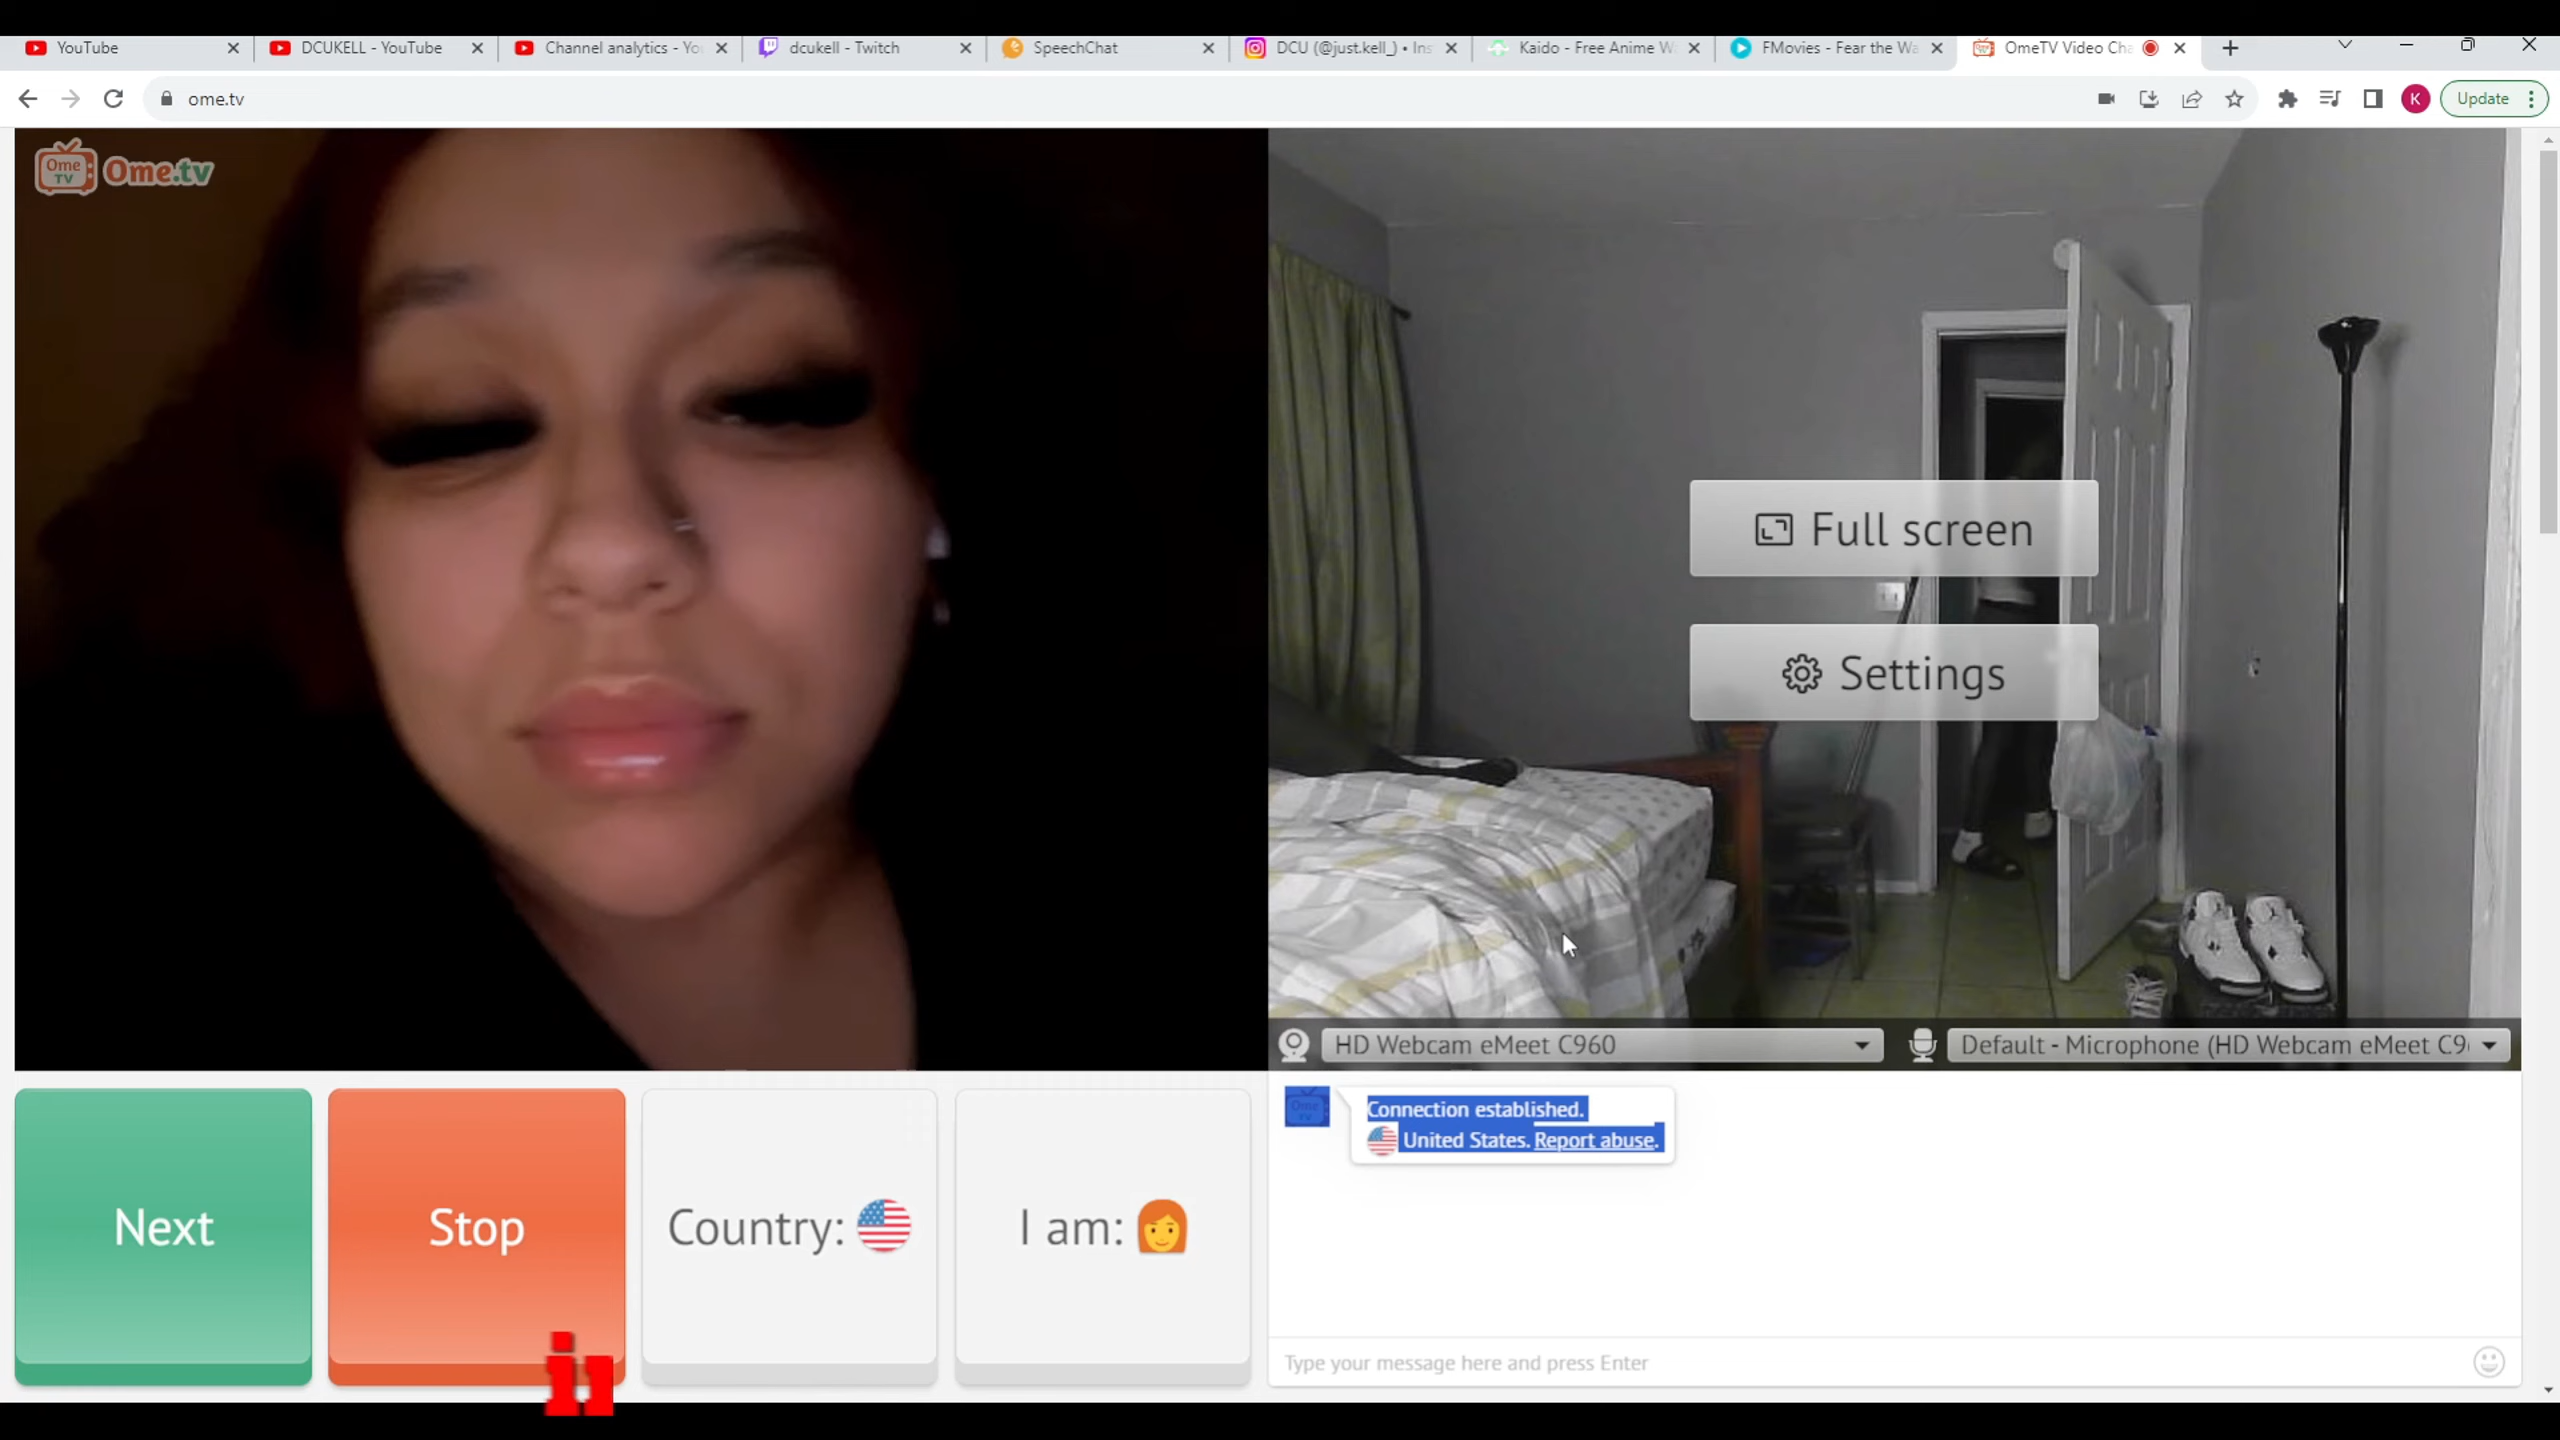 YouTube
DCUKELL - YouTube
Channel analytics - Yo
dcukell - Twitch
SpeechChat
DCU (@just.kell_) • Ins
Kaido - Free Anime W
FMovies - Fear the Wa
OmeTV Video Cha
ome.tv
K
Update
Ome TV
Ome.tv
Full screen
Settings
HD Webcam eMeet C960
Default - Microphone (HD Webcam eMeet C9
Connection established.
United States. Report abuse.
Next
Stop
Country:
I am:
Type your message here and press Enter